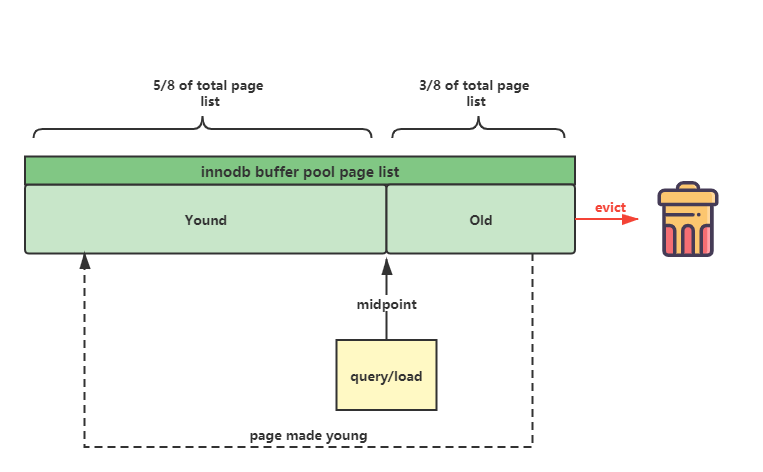 5/8 of total page
list
3/8 of total page
list
innodb buffer pool page list
Yound
Old
evict
midpoint
query/load
page made young